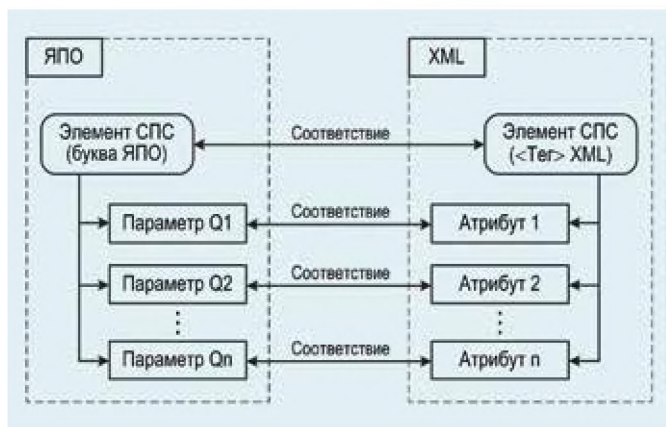 ЯПО
XML
Элемент СПС
(буква ЯПО)
Соответствие
Элемент СПС
(<Тег> XML)
Параметр Q1
Соответствие
Атрибут 1
Параметр Q2
Соответствие
Атрибут 2
Параметр Qn
Соответствие
Атрибут n